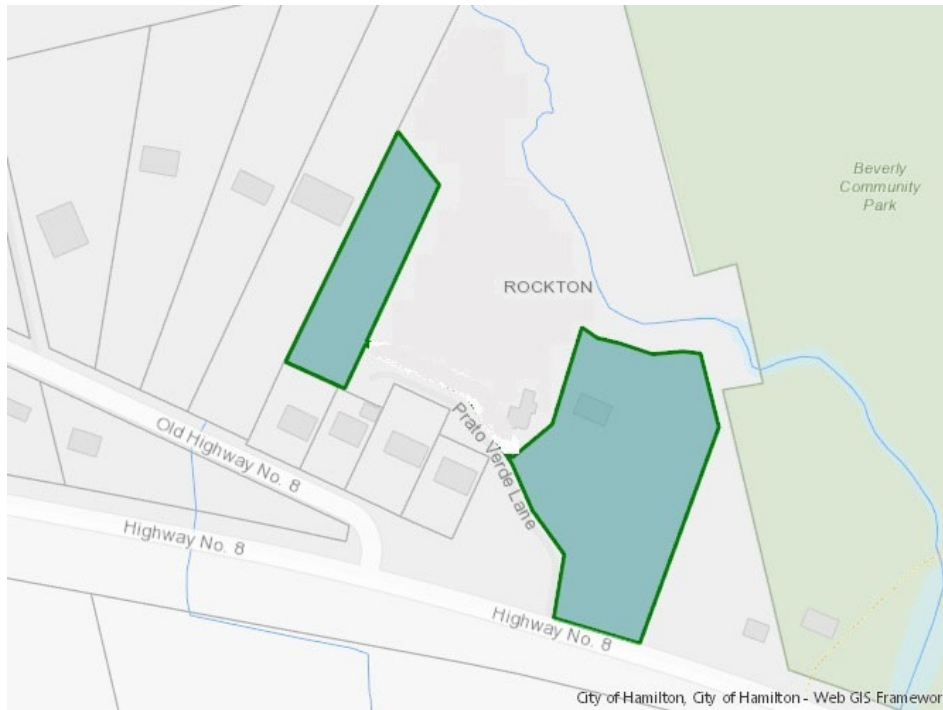 Beverly
Community
Park
ROCKTON
Prato Verde Lane
Old Highway No. 8
Highway No. 8
Highway No. 8
City of Hamilton, City of Hamilton - Web GIS Framewor